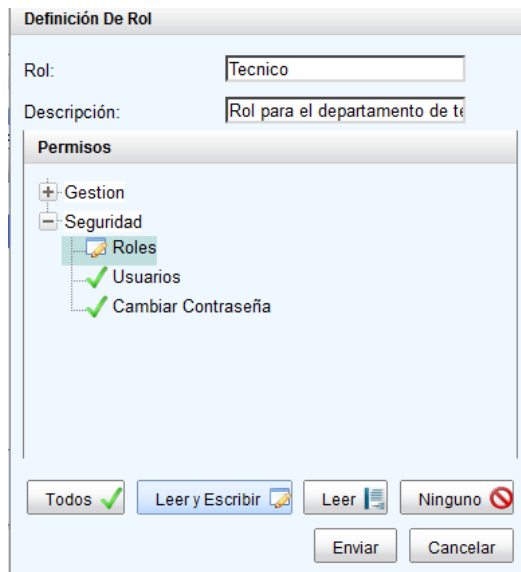 Definición De Rol
Rol: Tecnico
Descripción: Rol para el departamento de
Permisos
Gestion
Seguridad
Roles
Usuarios
Cambiar Contraseña
Todos Leer y Escribir Leer Ninguno
Enviar Cancelar